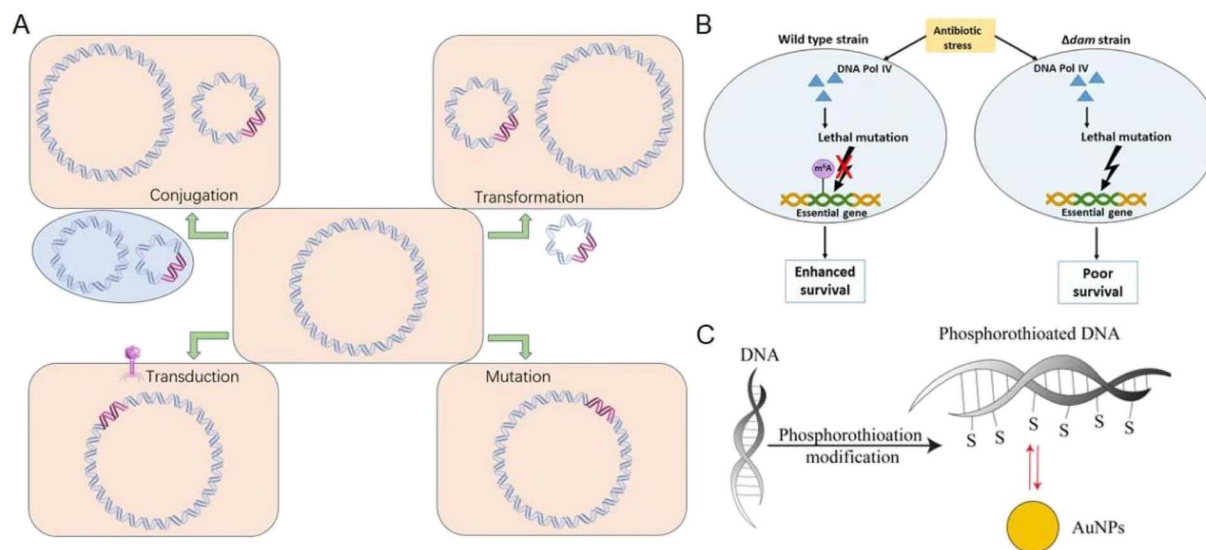 A
Conjugation
Transformation
Transduction
Mutation
B
Wild type strain
Antibiotic
stress
Δdam strain
DNA Pol IV
DNA Pol IV
Lethal mutation
Lethal mutation
m⁶A
Essential gene
Essential gene
Enhanced
survival
Poor
survival
C
DNA
Phosphorothioated DNA
Phosphorothioation
modification
S S S S S S
AuNPs